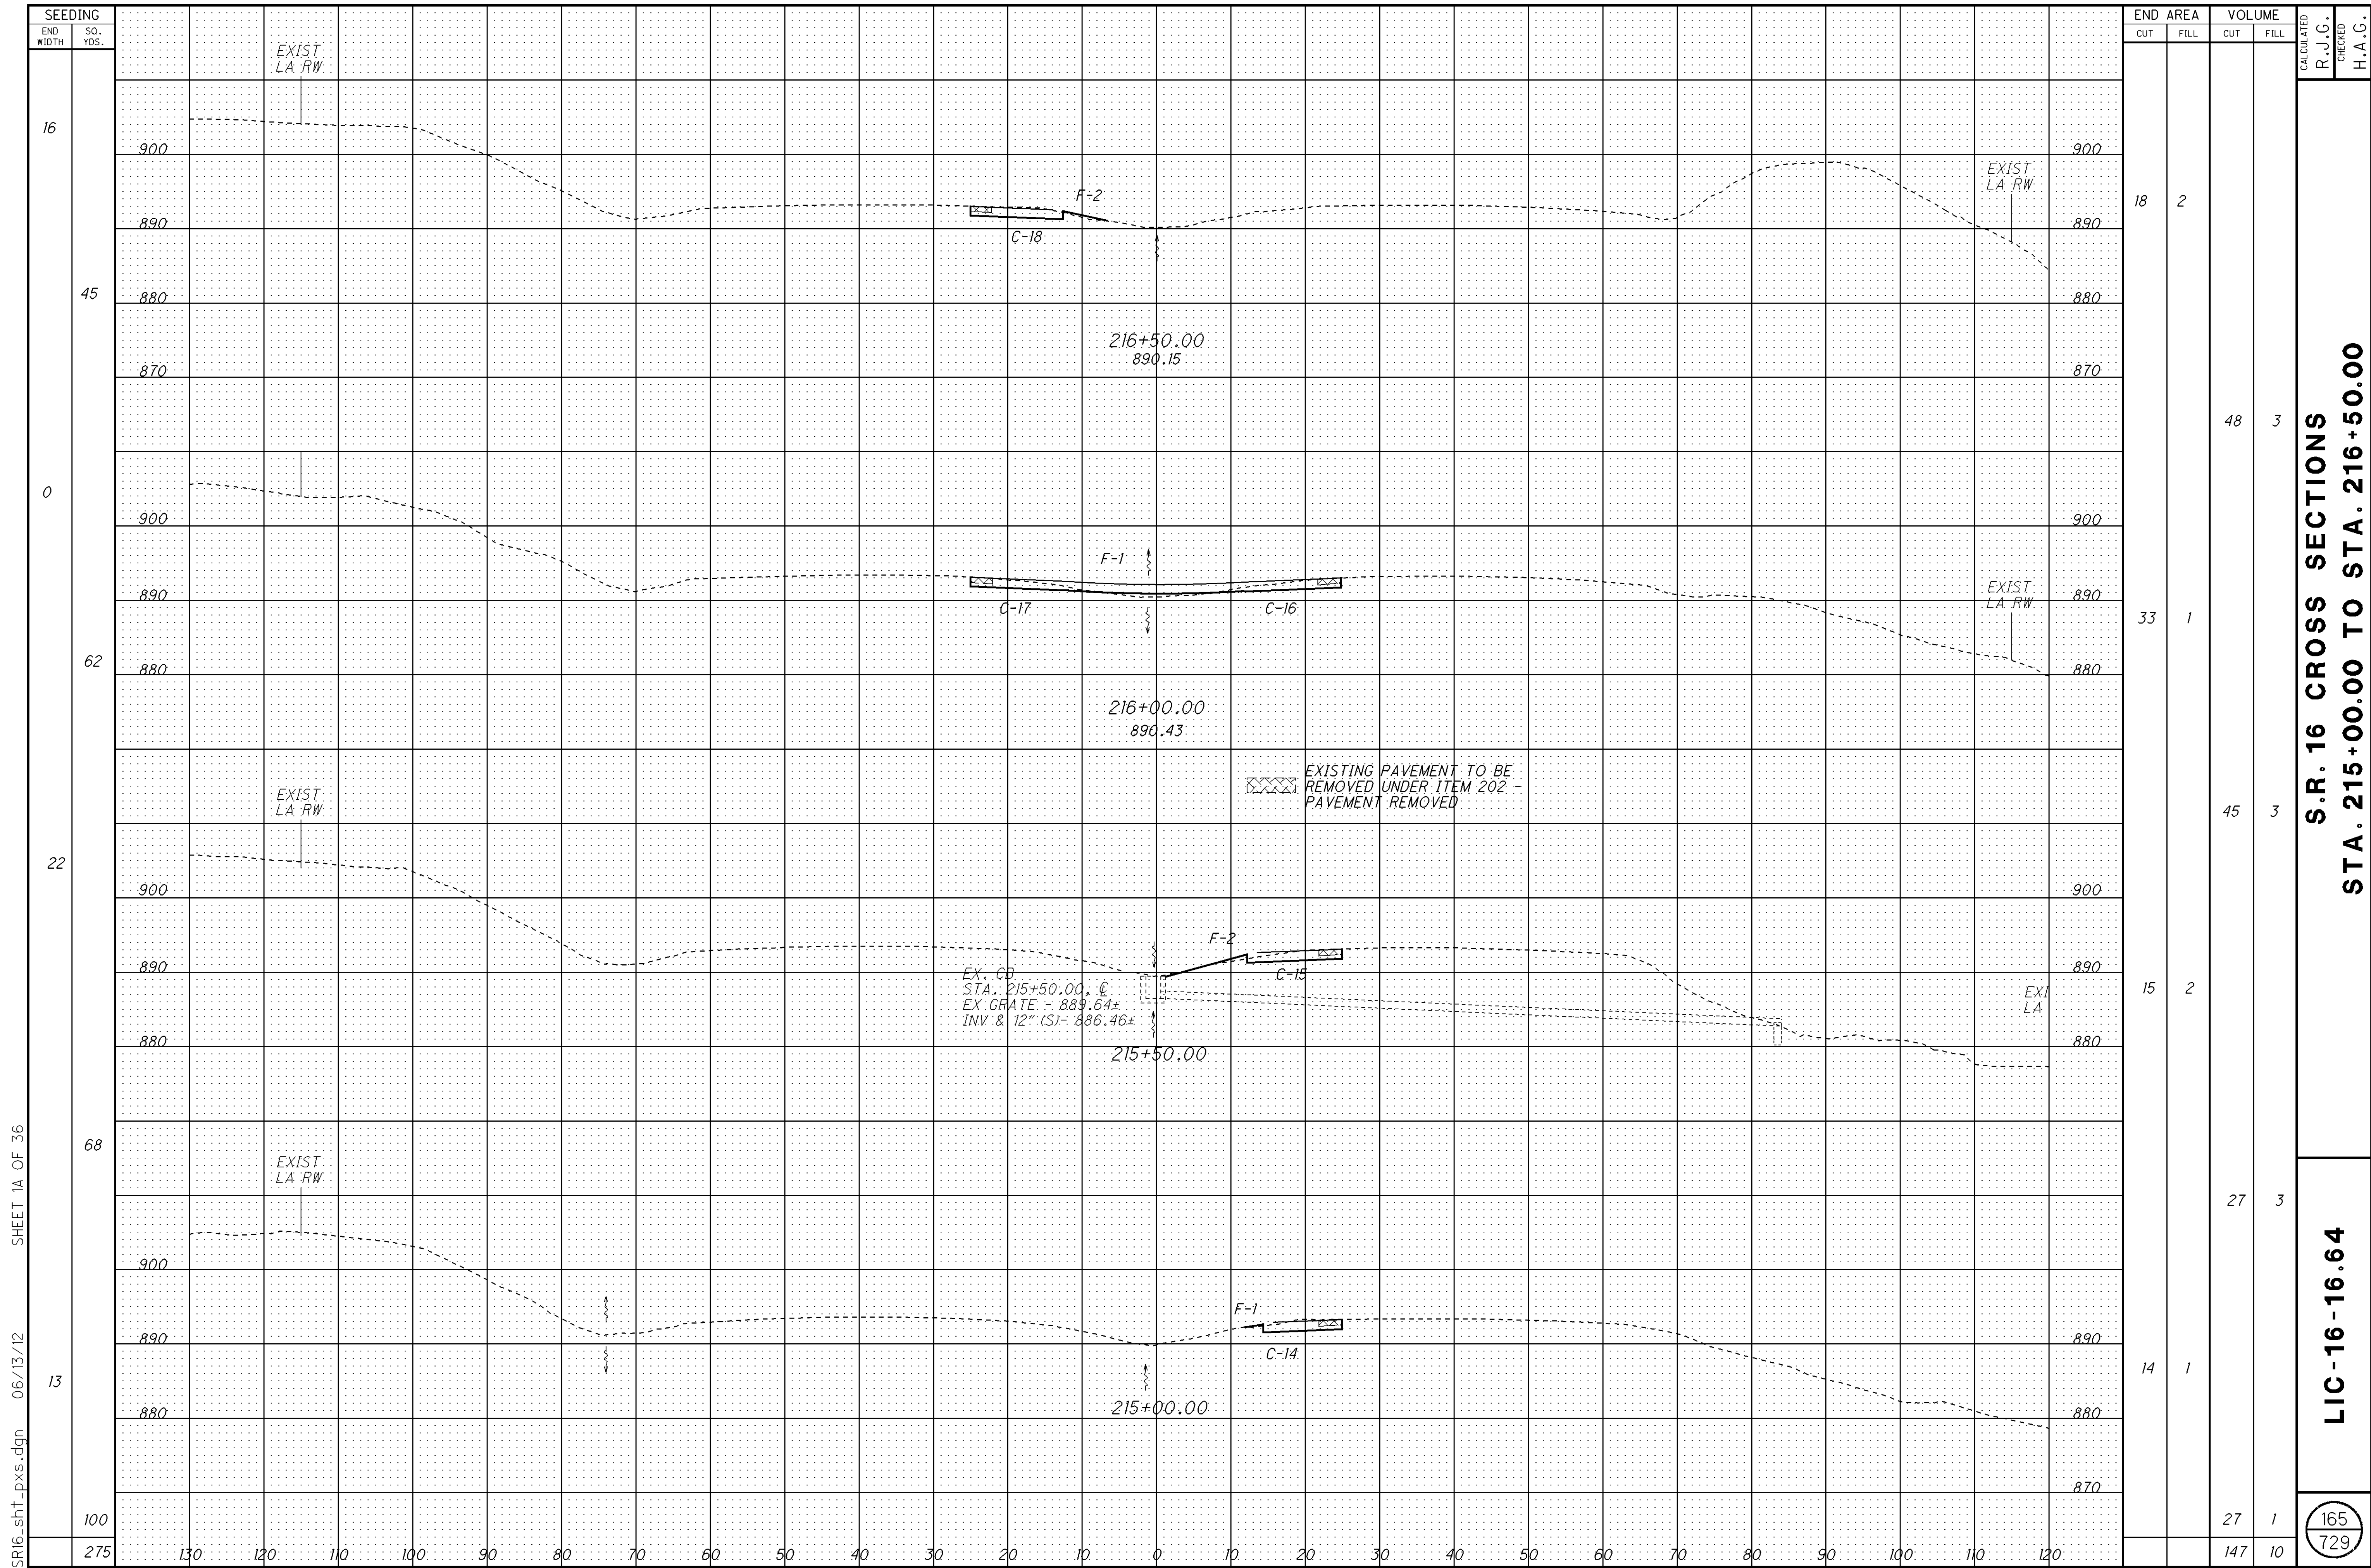 SEEDING
END WIDTH
SQ. YDS.
END AREA
VOLUME
CUT
FILL
CUT
FILL
CALCULATED
R.J.G.
CHECKED
H.A.G.
EXIST
LA RW
16
900
900
EXIST
LA RW
F-2
18
2
890
890
C-18
45
880
880
216+50.00
890.15
870
870
48
3
0
900
900
F-1
890
890
EXIST
LA RW
C-17
C-16
33
1
62
880
880
216+00.00
890.43
EXISTING PAVEMENT TO BE
REMOVED UNDER ITEM 202 -
PAVEMENT REMOVED
EXIST
LA RW
45
3
22
900
900
F-2
890
890
EX. CB
STA. 215+50.00, ℄
EX GRATE - 889.64±
INV & 12" (S)- 886.46±
C-15
EXI
LA
15
2
880
880
215+50.00
68
EXIST
LA RW
27
3
900
F-1
890
890
C-14
13
14
1
880
880
215+00.00
870
100
27
1
275
130
120
110
100
90
80
70
60
50
40
30
20
10
0
10
20
30
40
50
60
70
80
90
100
110
120
147
10
S.R. 16 CROSS SECTIONS
STA. 215+00.00 TO STA. 216+50.00
LIC-16-16.64
165
729
SR16_sht_pxs.dgn 06/13/12 SHEET 1A OF 36